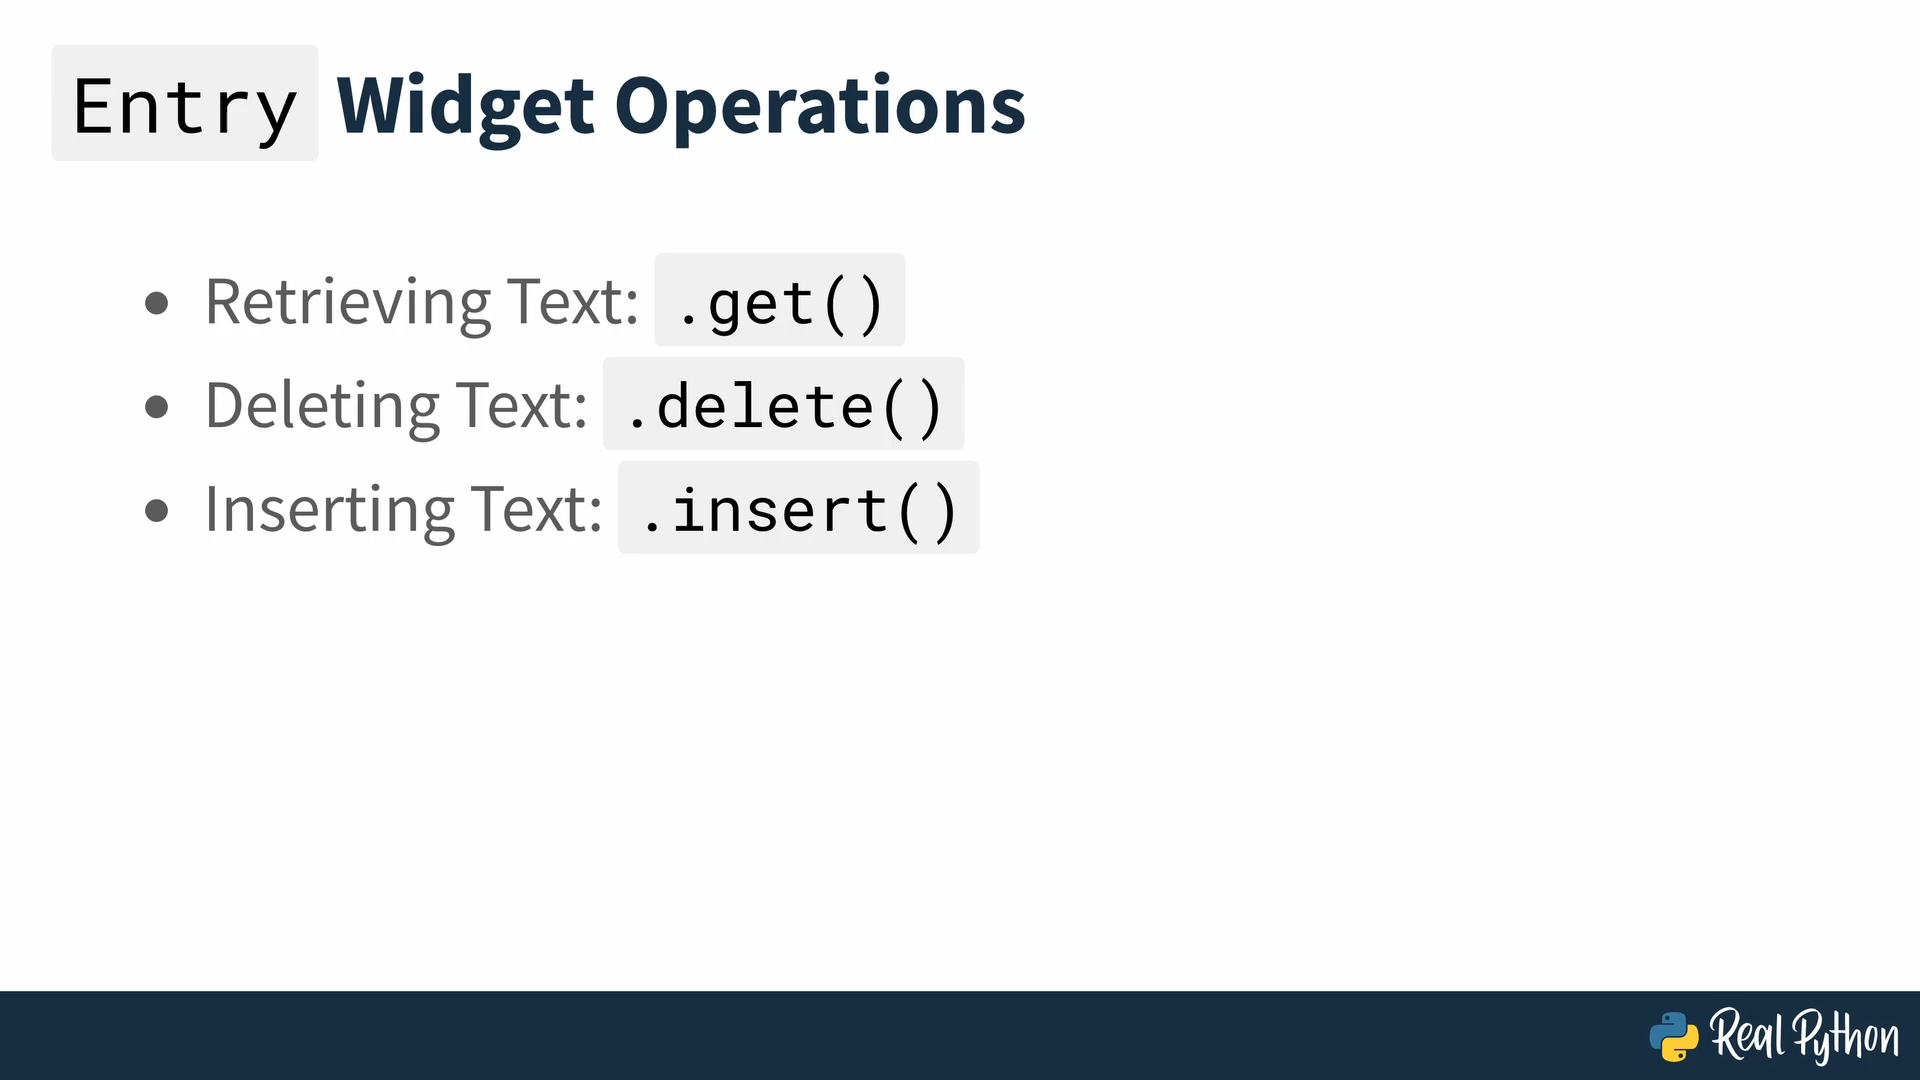 Entry Widget Operations
• Retrieving Text: .get()
• Deleting Text: .delete()
• Inserting Text: .insert()
Real Python